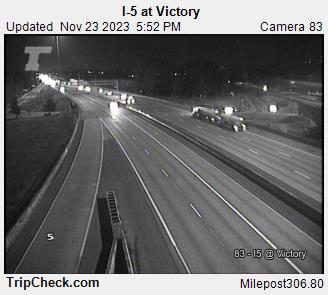 I-5 at Victory
Updated Nov 23 2023 5:52 PM Camera 83
S
83 - I5 @ Victory
TripCheck.com Milepost306.80